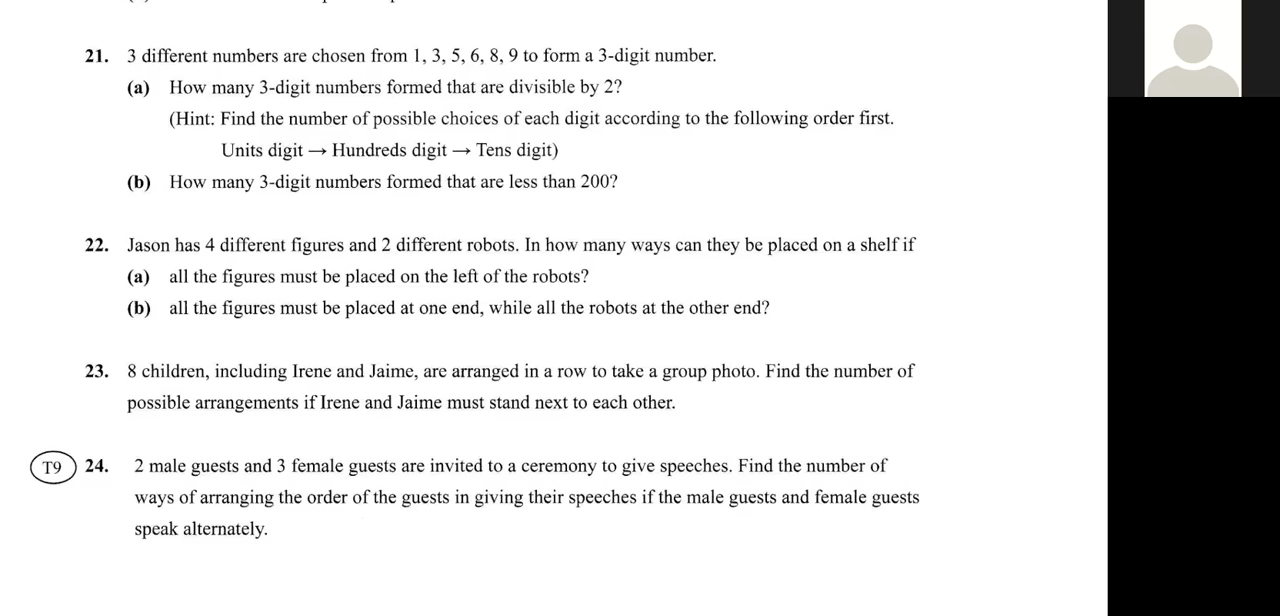 21. 3 different numbers are chosen from 1, 3, 5, 6, 8, 9 to form a 3-digit number.
(a) How many 3-digit numbers formed that are divisible by 2?
(Hint: Find the number of possible choices of each digit according to the following order first.
Units digit → Hundreds digit → Tens digit)
(b) How many 3-digit numbers formed that are less than 200?
22. Jason has 4 different figures and 2 different robots. In how many ways can they be placed on a shelf if
(a) all the figures must be placed on the left of the robots?
(b) all the figures must be placed at one end, while all the robots at the other end?
23. 8 children, including Irene and Jaime, are arranged in a row to take a group photo. Find the number of
possible arrangements if Irene and Jaime must stand next to each other.
T9 24. 2 male guests and 3 female guests are invited to a ceremony to give speeches. Find the number of
ways of arranging the order of the guests in giving their speeches if the male guests and female guests
speak alternately.